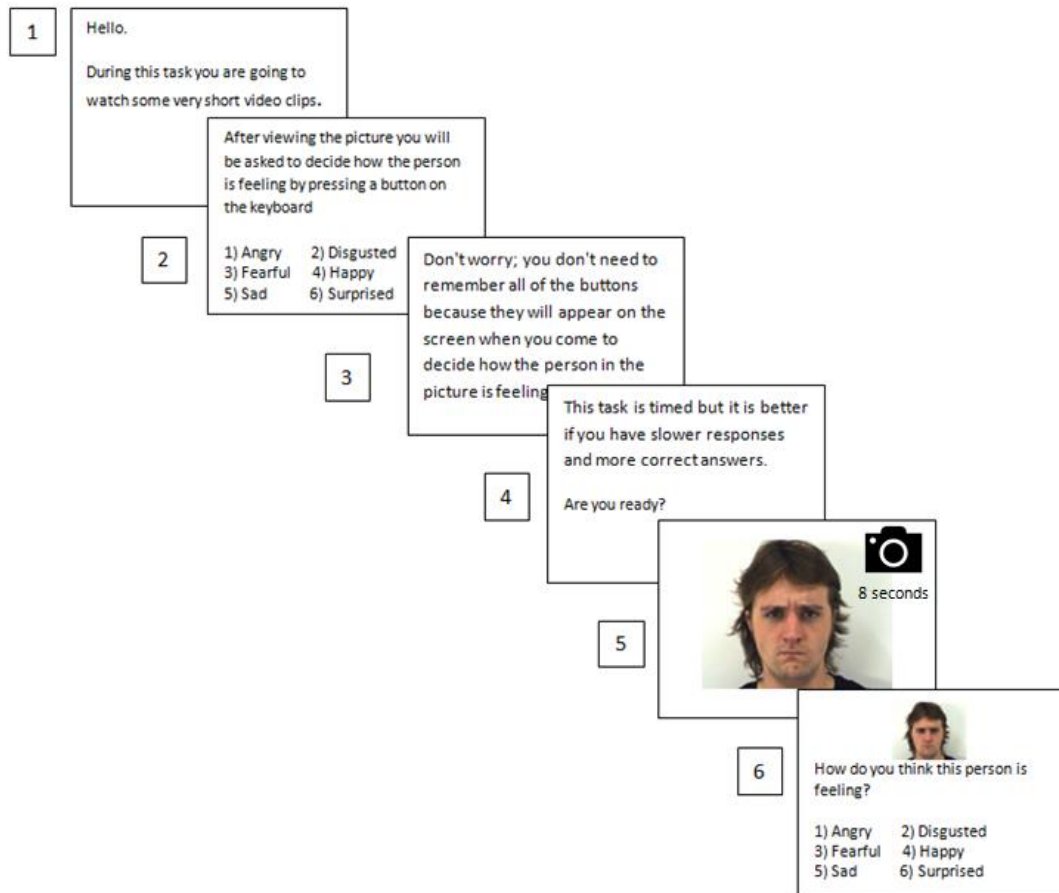 1
Hello.
During this task you are going to
watch some very short video clips.
2
After viewing the picture you will
be asked to decide how the person
is feeling by pressing a button on
the keyboard
1) Angry 2) Disgusted
3) Fearful 4) Happy
5) Sad 6) Surprised
3
Don't worry; you don't need to
remember all of the buttons
because they will appear on the
screen when you come to
decide how the person in the
picture is feeling
4
This task is timed but it is better
if you have slower responses
and more correct answers.
Are you ready?
5
8 seconds
6
How do you think this person is
feeling?
1) Angry 2) Disgusted
3) Fearful 4) Happy
5) Sad 6) Surprised